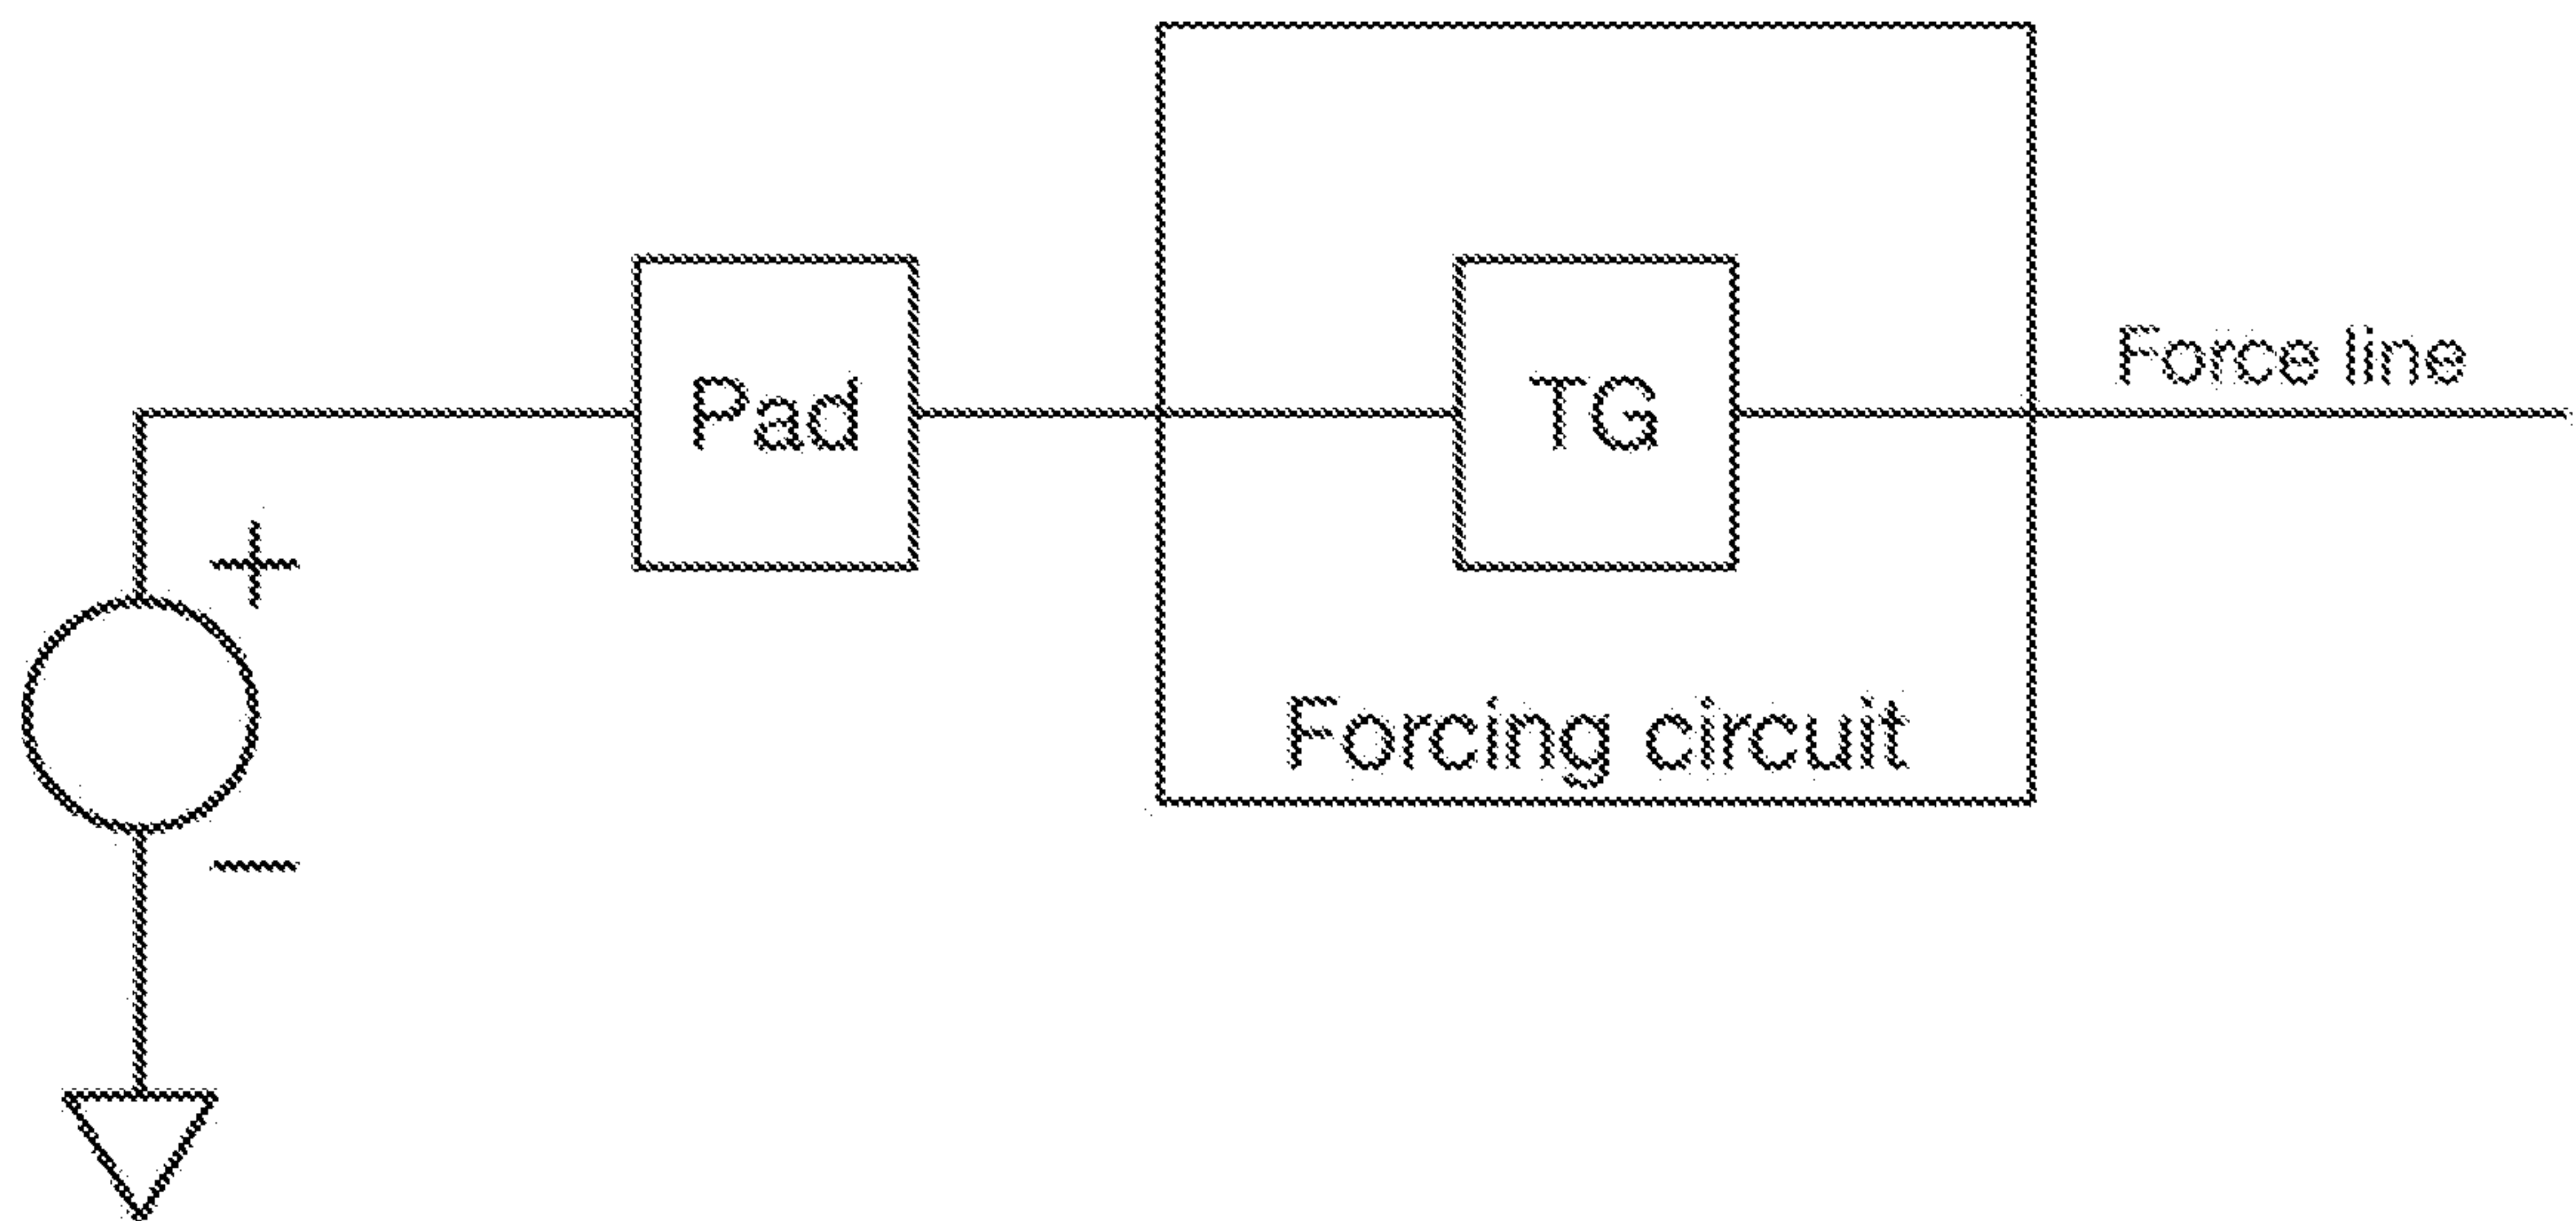 Pad
TG
Force line
+
Forcing circuit
−